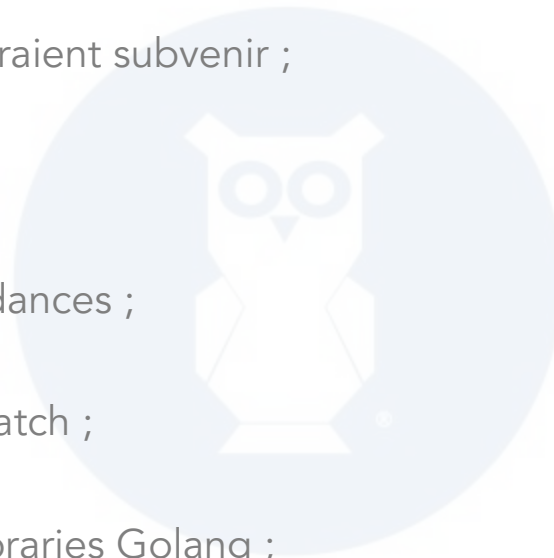 raient subvenir ;
dances ;
atch ;
braries Golang ;
®